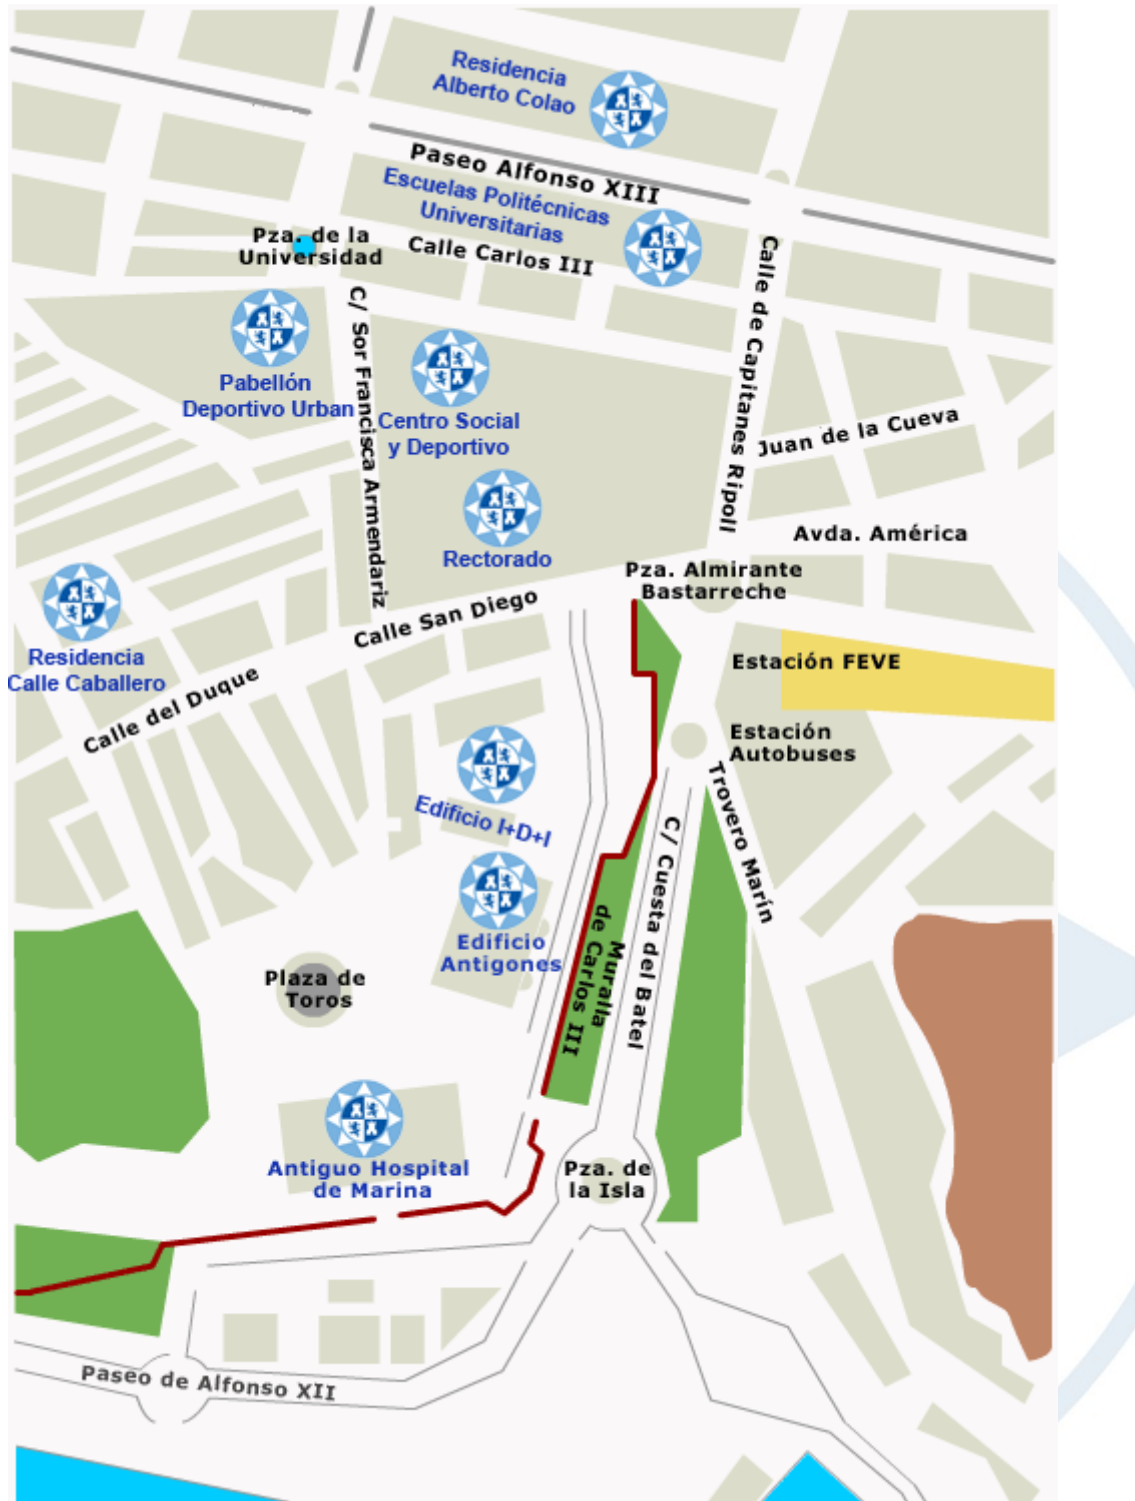 Residencia
Alberto Colao
Paseo Alfonso XIII
Escuelas Politécnicas
Universitarias
Pza. de la
Universidad
Calle Carlos III
Calle de Capitanes Ripoll
C/ Sor Francisca Armendariz
Pabellón
Deportivo Urban
Centro Social
y Deportivo
Juan de la Cueva
Rectorado
Avda. América
Pza. Almirante
Bastarreche
Calle San Diego
Residencia
Calle Caballero
Calle del Duque
Estación FEVE
Estación
Autobuses
Trovero Marín
Edificio I+D+I
C/ Cuesta del Batel
Muralla
de Carlos III
Edificio
Antigones
Plaza de
Toros
Antiguo Hospital
de Marina
Pza. de
la Isla
Paseo de Alfonso XII